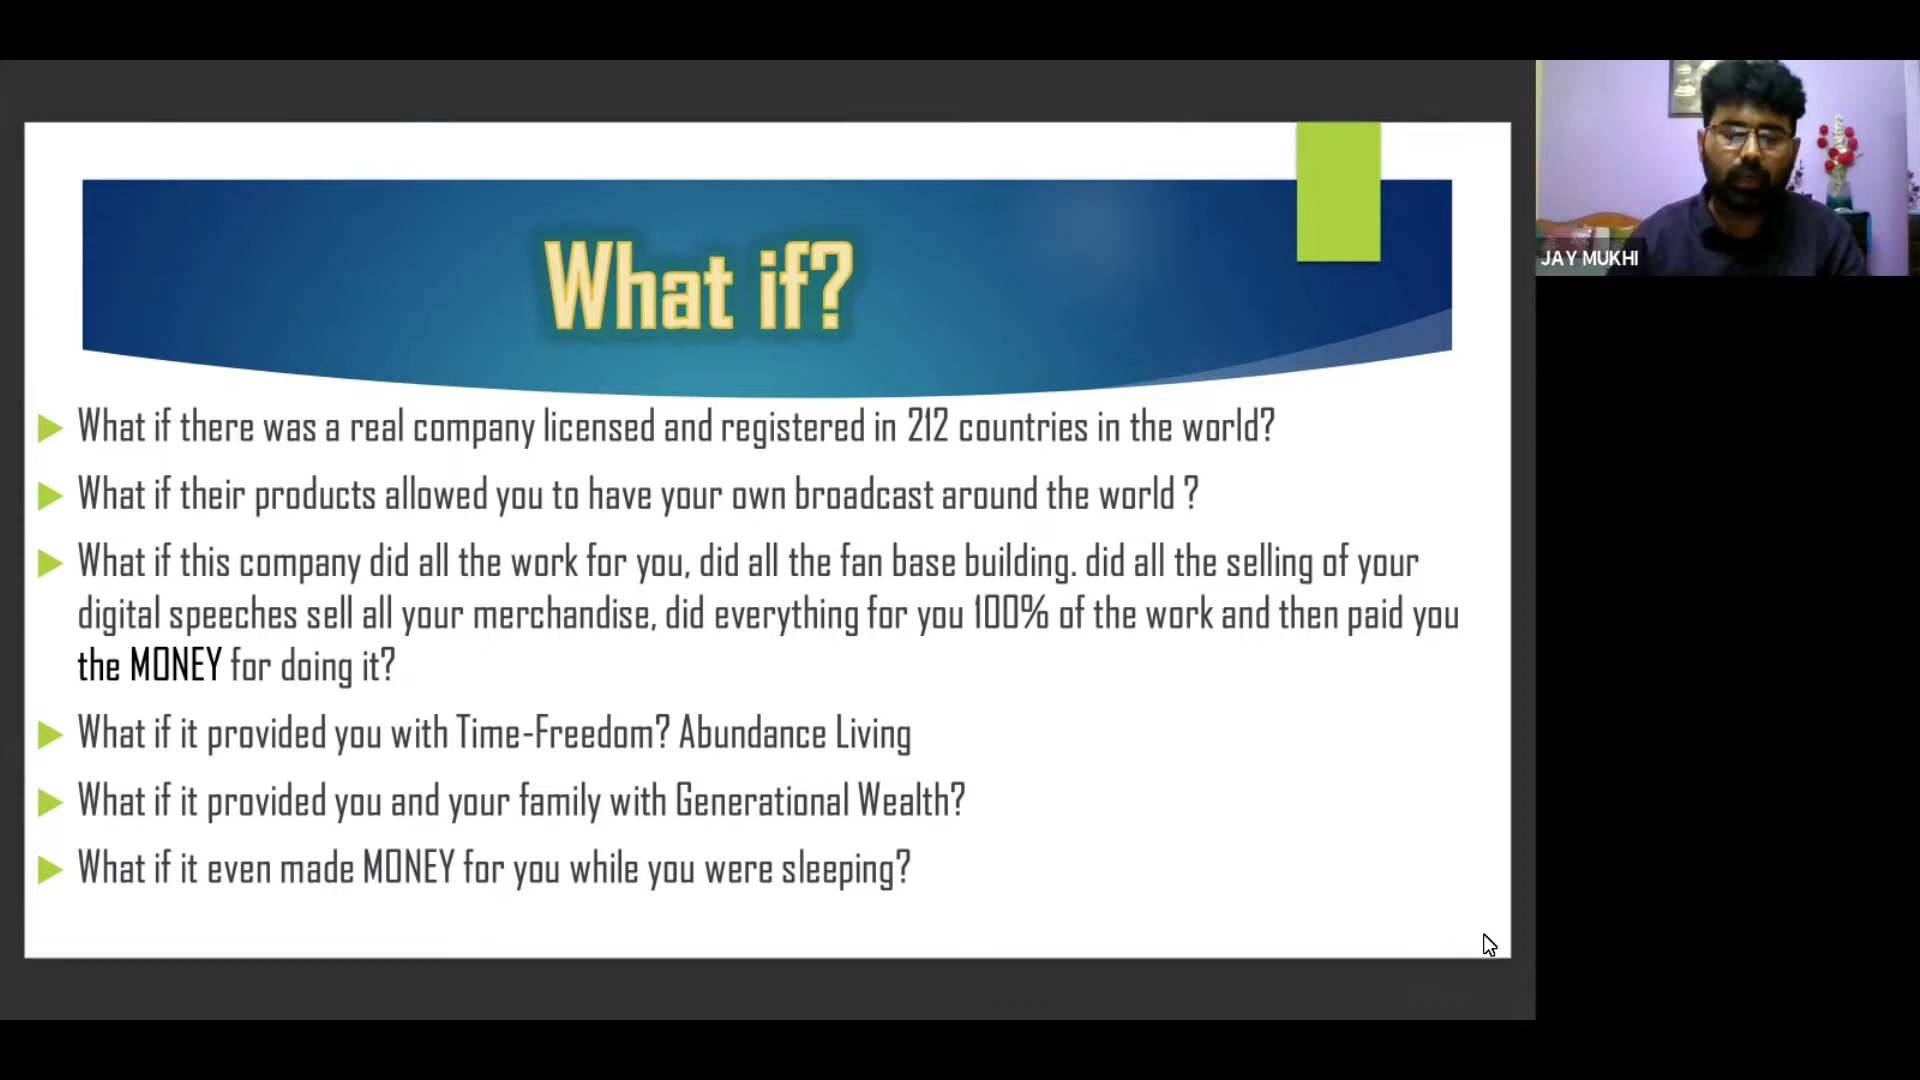 What if?
What if there was a real company licensed and registered in 212 countries in the world?
What if their products allowed you to have your own broadcast around the world ?
What if this company did all the work for you, did all the fan base building. did all the selling of your
digital speeches sell all your merchandise, did everything for you 100% of the work and then paid you
the MONEY for doing it?
What if it provided you with Time-Freedom? Abundance Living
What if it provided you and your family with Generational Wealth?
What if it even made MONEY for you while you were sleeping?
JAY MUKHI